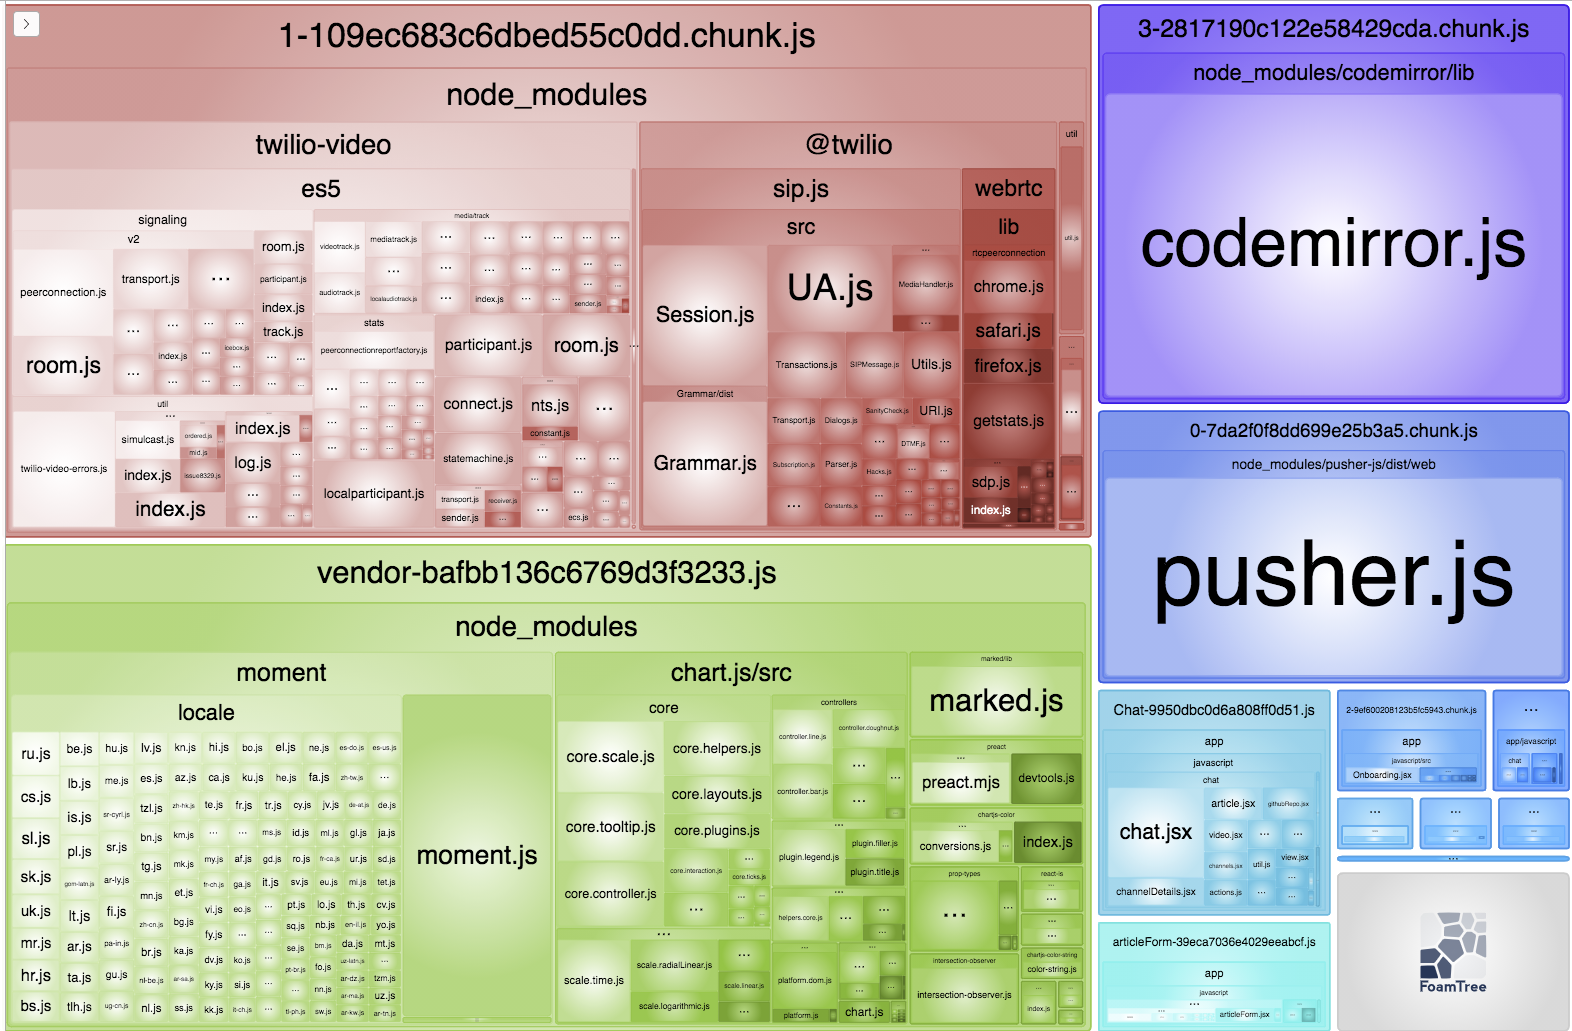 1-109ec683c6dbed55c0dd.chunk.js
node_modules
twilio-video
es5
signaling
v2
peerconnection.js
transport.js
...
room.js
participant.js
index.js
track.js
room.js
index.js
icebox.js
util
twilio-video-errors.js
simulcast.js
ordered.js
mid.js
index.js
issue8329.js
index.js
index.js
log.js
media/track
videotrack.js
mediatrack.js
audiotrack.js
localaudiotrack.js
index.js
sender.js
stats
peerconnectionreportfactory.js
localparticipant.js
participant.js
room.js
connect.js
nts.js
constant.js
statemachine.js
transport.js
receiver.js
sender.js
ecs.js
@twilio
sip.js
src
Session.js
UA.js
MediaHandler.js
Transactions.js
SIPMessage.js
Utils.js
Grammar/dist
Grammar.js
Transport.js
Dialogs.js
SanityCheck.js
URI.js
DTMF.js
Subscription.js
Parser.js
Hacks.js
Constants.js
webrtc
lib
rtcpeerconnection
chrome.js
safari.js
firefox.js
getstats.js
sdp.js
index.js
util
util.js
vendor-bafbb136c6769d3f3233.js
node_modules
moment
locale
ru.js be.js hu.js lv.js kn.js hi.js bo.js el.js ne.js es-do.js es-us.js
lb.js me.js es.js az.js ca.js ku.js he.js fa.js zh-tw.js ...
cs.js is.js sr-cyrl.js tzl.js zh-hk.js te.js fr.js tr.js cy.js jv.js de-at.js de.js
sl.js pl.js sr.js bn.js km.js ... ... ms.js id.js ml.js gl.js ja.js
sk.js gom-latn.js ar-ly.js tg.js mk.js my.js af.js gd.js ro.js fr-ca.js ur.js sd.js
mn.js et.js fr-ch.js ga.js it.js sv.js eu.js mi.js tet.js
uk.js lt.js fi.js zh-cn.js bg.js vi.js eo.js ... pt.js lo.js th.js cv.js
fy.js sq.js nb.js en-il.js yo.js
mr.js ar.js pa-in.js br.js ka.js dv.js ko.js se.js bm.js da.js mt.js
hr.js ta.js gu.js nl-be.js ar-sa.js ky.js si.js pt-br.js fo.js uz-latn.js ar-dz.js tzm.js
nn.js ar-ma.js uz.js
bs.js tlh.js ug-cn.js nl.js ss.js kk.js it-ch.js tl-ph.js sw.js ar-kw.js ar-tn.js
moment.js
chart.js/src
core
core.scale.js
core.helpers.js
core.layouts.js
core.tooltip.js
core.plugins.js
core.interaction.js
core.ticks.js
core.controller.js
scale.time.js
scale.radialLinear.js
scale.linear.js
scale.logarithmic.js
controllers
controller.line.js
controller.doughnut.js
controller.bar.js
plugin.legend.js
plugin.filler.js
plugin.title.js
helpers.core.js
platform.dom.js
platform.js
chart.js
marked/lib
marked.js
preact
preact.mjs
devtools.js
chartjs-color
conversions.js
index.js
prop-types
react-is
intersection-observer
intersection-observer.js
chartjs-color-string
color-string.js
index.js
3-2817190c122e58429cda.chunk.js
node_modules/codemirror/lib
codemirror.js
0-7da2f0f8dd699e25b3a5.chunk.js
node_modules/pusher-js/dist/web
pusher.js
Chat-9950dbc0d6a808ff0d51.js
app
javascript
chat
chat.jsx
article.jsx
githubRepo.jsx
video.jsx
channels.jsx
util.js
view.jsx
channelDetails.jsx
actions.js
2-9ef600208123b5fc5943.chunk.js
app
javascript/src
Onboarding.jsx
...
app/javascript
chat
articleForm-39eca7036e4029eeabcf.js
app
javascript
articleForm.jsx
FoamTree